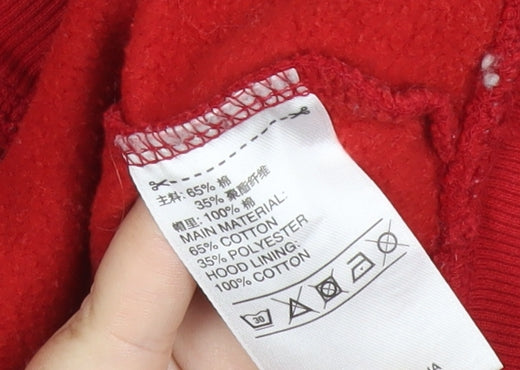 主料: 65% 棉
35% 聚酯纤维
帽里: 100% 棉
MAIN MATERIAL:
65% COTTON
35% POLYESTER
HOOD LINING:
100% COTTON
30